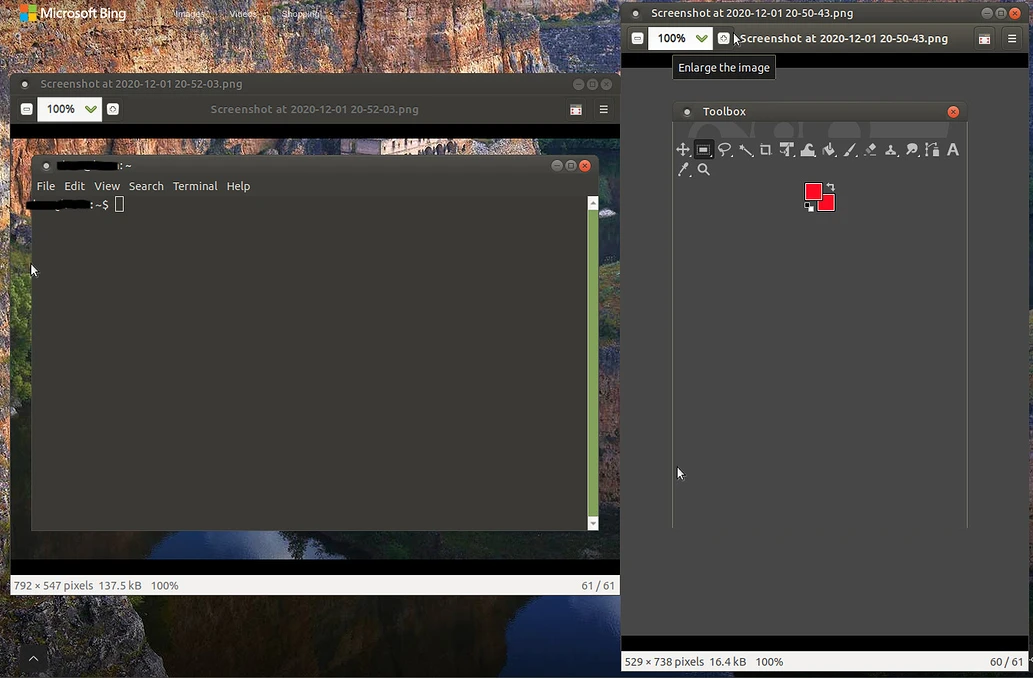 Microsoft Bing
Images Videos Shopping
Screenshot at 2020-12-01 20-52-03.png
100% Screenshot at 2020-12-01 20-52-03.png
:~
File Edit View Search Terminal Help
:~$
792 × 547 pixels 137.5 kB 100% 61 / 61
Screenshot at 2020-12-01 20-50-43.png
100% Screenshot at 2020-12-01 20-50-43.png
Enlarge the image
Toolbox
529 × 738 pixels 16.4 kB 100% 60 / 61